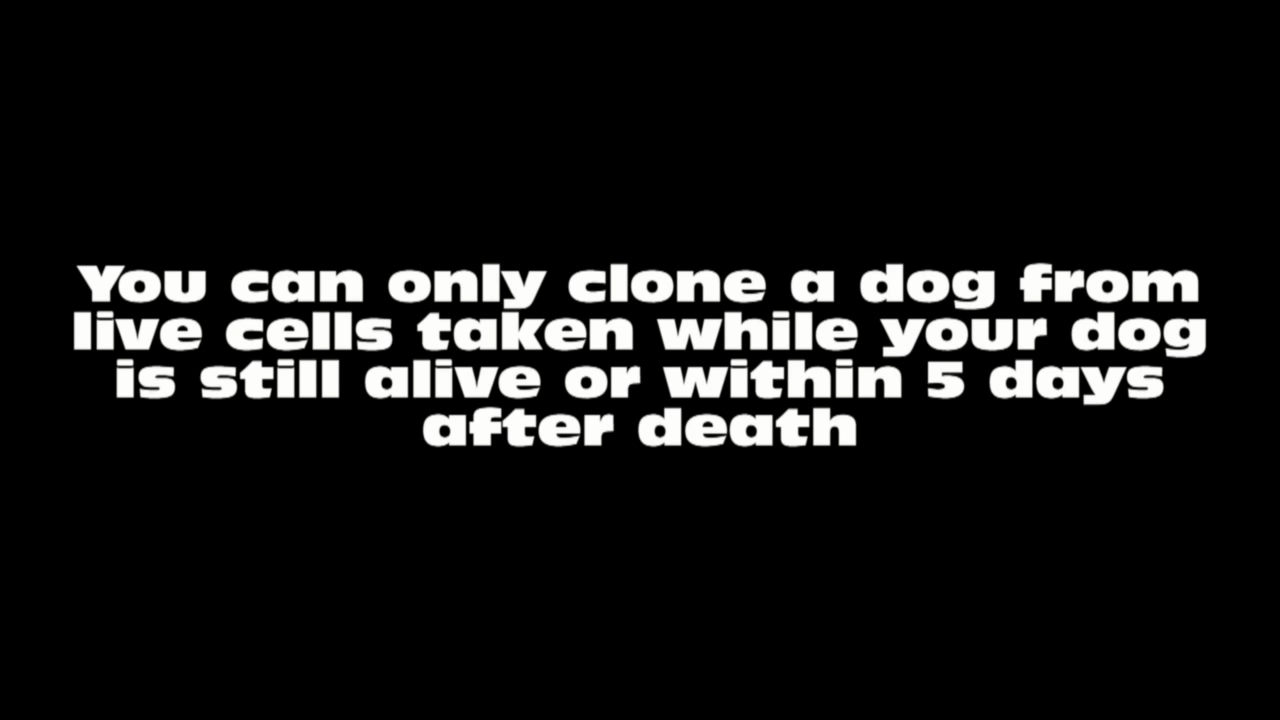 You can only clone a dog from
live cells taken while your dog
is still alive or within 5 days
after death